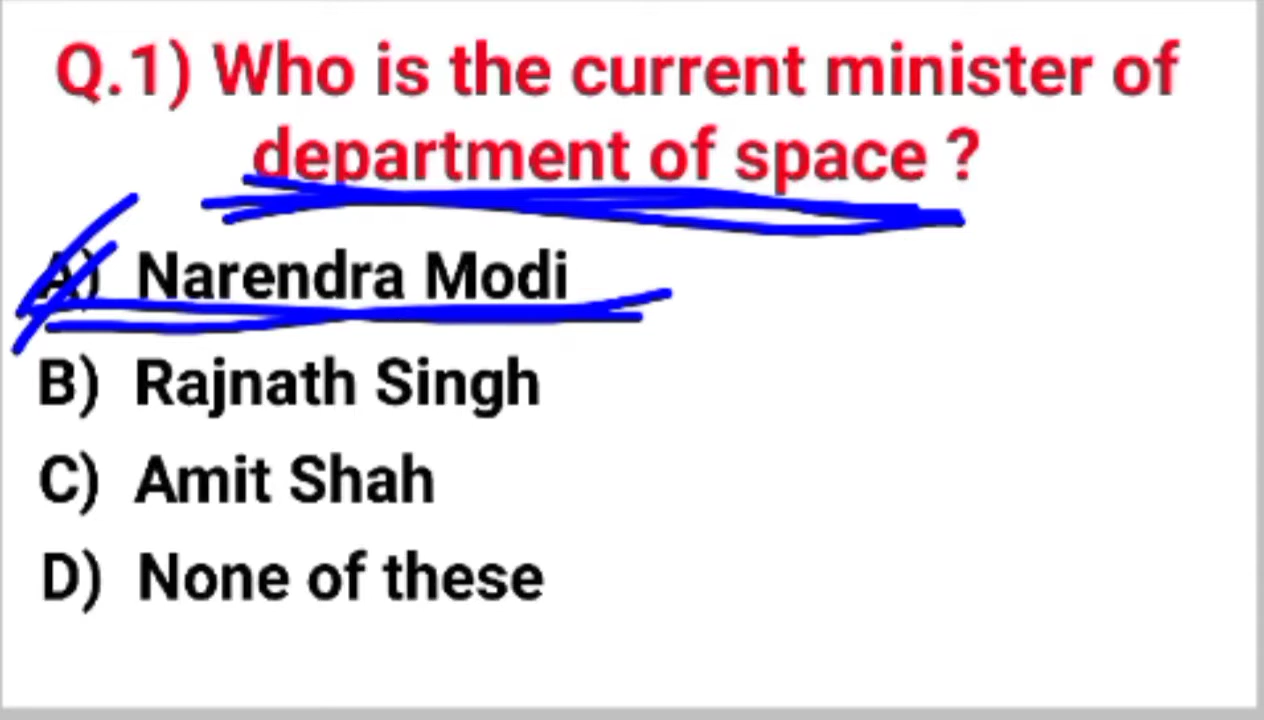 Q.1) Who is the current minister of
department of space ?
A) Narendra Modi
B) Rajnath Singh
C) Amit Shah
D) None of these